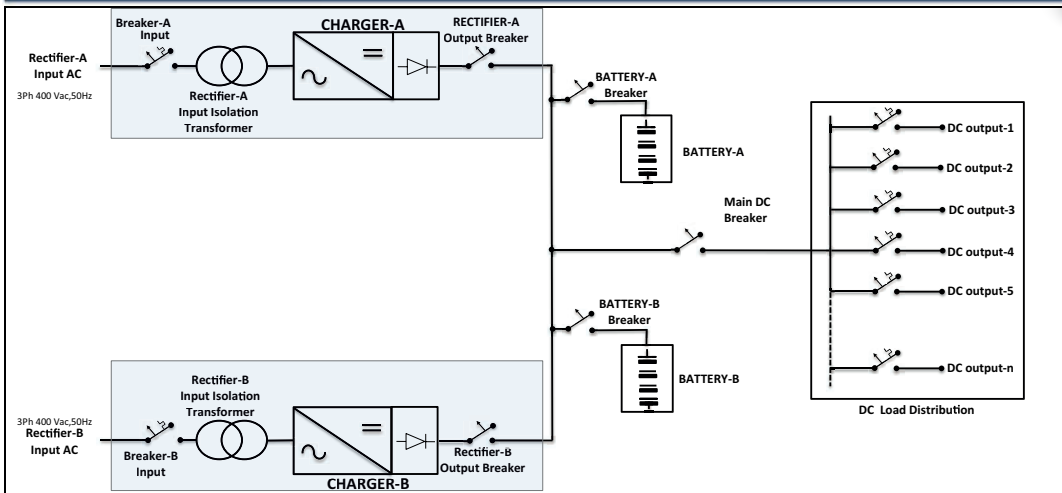 CHARGER-A
Breaker-A
Input
RECTIFIER-A
Output Breaker
Rectifier-A
Input AC
3Ph 400 Vac,50Hz
Rectifier-A
Input Isolation
Transformer
BATTERY-A
Breaker
BATTERY-A
Main DC
Breaker
DC output-1
DC output-2
DC output-3
DC output-4
DC output-5
DC output-n
DC Load Distribution
BATTERY-B
Breaker
BATTERY-B
Rectifier-B
Input Isolation
Transformer
3Ph 400 Vac,50Hz
Rectifier-B
Input AC
Breaker-B
Input
Rectifier-B
Output Breaker
CHARGER-B